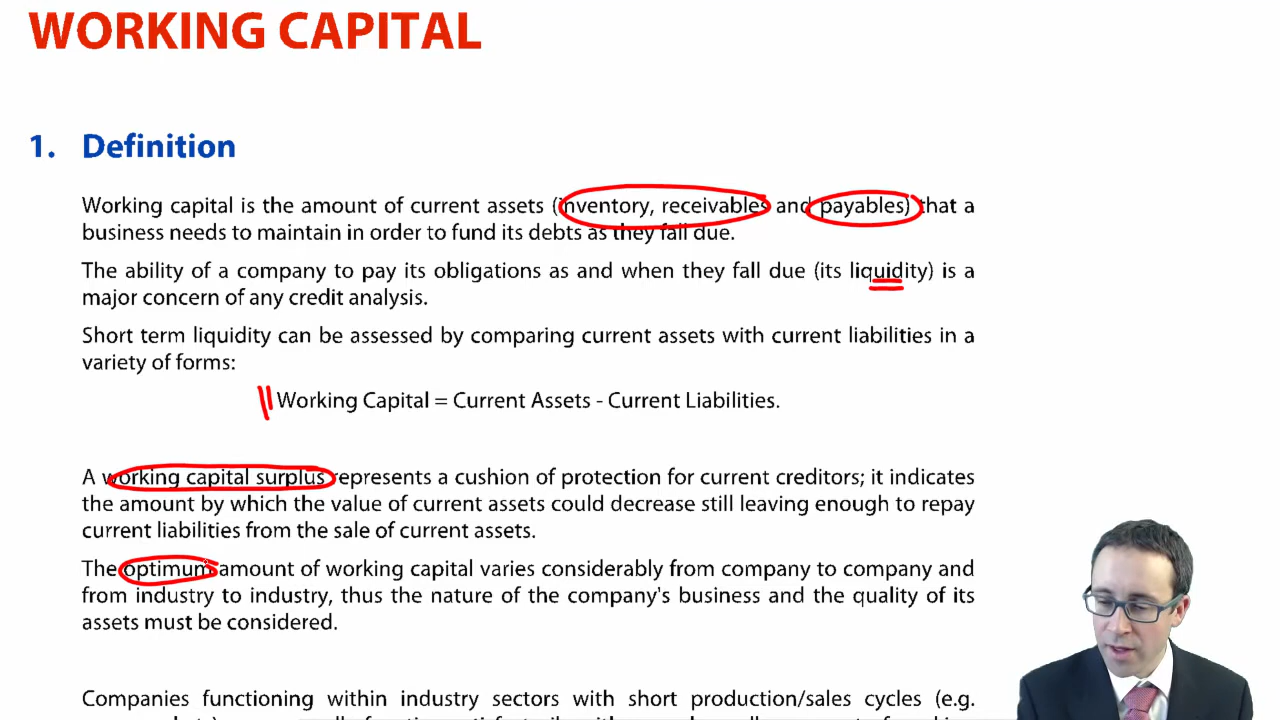 WORKING CAPITAL
1. Definition
Working capital is the amount of current assets (inventory, receivables and payables) that a
business needs to maintain in order to fund its debts as they fall due.
The ability of a company to pay its obligations as and when they fall due (its liquidity) is a
major concern of any credit analysis.
Short term liquidity can be assessed by comparing current assets with current liabilities in a
variety of forms:
Working Capital = Current Assets - Current Liabilities.
A working capital surplus represents a cushion of protection for current creditors; it indicates
the amount by which the value of current assets could decrease still leaving enough to repay
current liabilities from the sale of current assets.
The optimum amount of working capital varies considerably from company to company and
from industry to industry, thus the nature of the company's business and the quality of its
assets must be considered.
Companies functioning within industry sectors with short production/sales cycles (e.g.